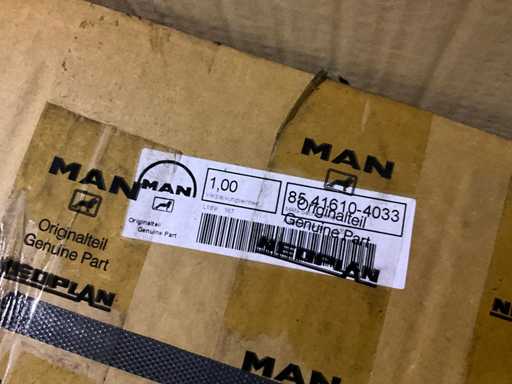 MAN
Originalteil
Genuine Part
NEOPLAN
MAN
Originalteil
Genuine Part
1,00
85.41610-4033
MAN
Originalteil
Genuine Part
NEOPLAN
MAN